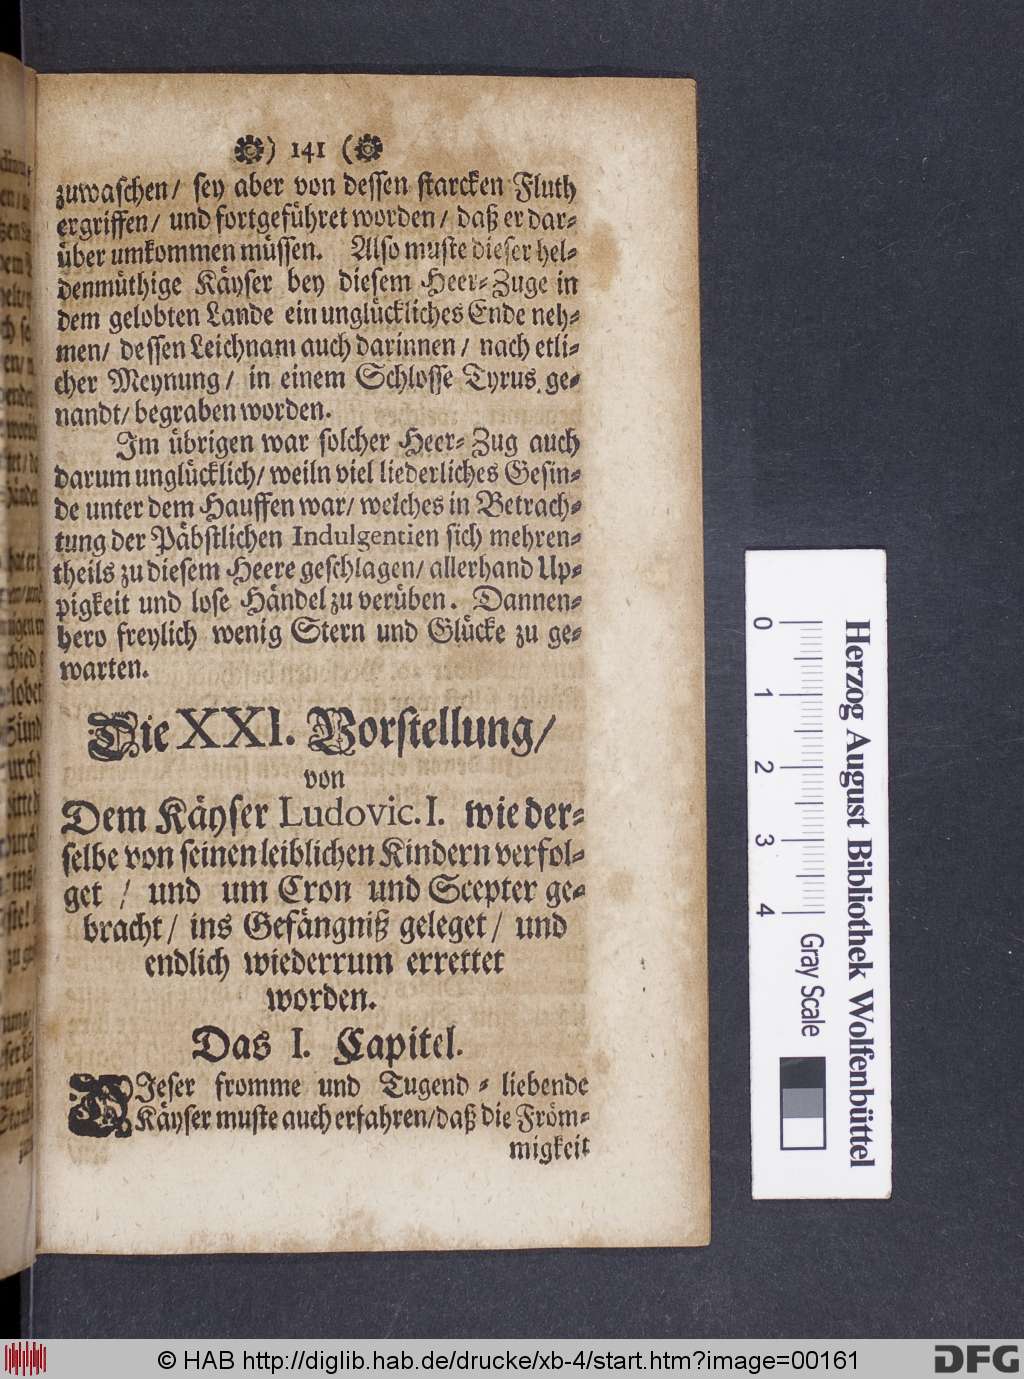 ) 141 (
zuwaschen/ sey aber von dessen starcken Fluth
ergriffen/ und fortgeführet worden/ daß er dar-
über umkommen müssen. Also muste dieser hel-
denmüthige Käyser bey diesem Heer-Zuge in
dem gelobten Lande ein unglückliches Ende neh-
men/ dessen Leichnam auch darinnen/ nach etli-
cher Meynung/ in einem Schlosse Tyrus ge-
nandt/ begraben worden.
Im übrigen war solcher Heer-Zug auch
darum unglücklich/ weiln viel liederliches Gesin-
de unter dem Hauffen war/ welches in Betrach-
tung der Päbstlichen Indulgentien sich mehren-
theils zu diesem Heere geschlagen/ allerhand Up-
pigkeit und lose Händel zu verüben. Dannen-
hero freylich wenig Stern und Glücke zu ge-
warten.
Die XXI. Vorstellung/
von
Dem Käyser Ludovic. I. wie der-
selbe von seinen leiblichen Kindern verfol-
get / und um Cron und Scepter ge-
bracht/ ins Gefängniß geleget/ und
endlich wiederrum errettet
worden.
Das I. Capitel.
DJeser fromme und Tugend-liebende
Käyser muste auch erfahren/daß die Fröm-
migkeit
Herzog August Bibliothek Wolfenbüttel
0 1 2 3 4 Gray Scale
© HAB http://diglib.hab.de/drucke/xb-4/start.htm?image=00161
DFG